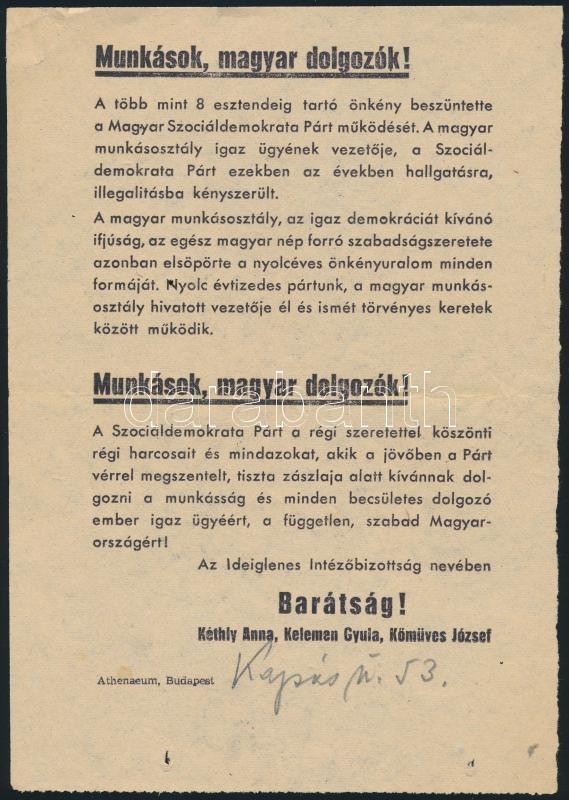 Munkások, magyar dolgozók!
A több mint 8 esztendeig tartó önkény beszüntette
a Magyar Szociáldemokrata Párt működését. A magyar
munkásosztály igaz ügyének vezetője, a Szociál-
demokrata Párt ezekben az években hallgatásra,
illegalitásba kényszerült.
A magyar munkásosztály, az igaz demokráciát kívánó
ifjúság, az egész magyar nép forró szabadságszeretete
azonban elsöpörte a nyolcéves önkényuralom minden
formáját. Nyolc évtizedes pártunk, a magyar munkás-
osztály hivatott vezetője él és ismét törvényes keretek
között működik.
Munkások, magyar dolgozók!
darabanth
A Szociáldemokrata Párt a régi szeretettel köszönti
régi harcosait és mindazokat, akik a jövőben a Párt
vérrel megszentelt, tiszta zászlaja alatt kívánnak dol-
gozni a munkásság és minden becsületes dolgozó
ember igaz ügyéért, a független, szabad Magyar-
országért!
Az Ideiglenes Intézőbizottság nevében
Barátság!
Kéthly Anna, Kelemen Gyula, Kőmüves József
Athenaeum, Budapest
Kapás u. 53.